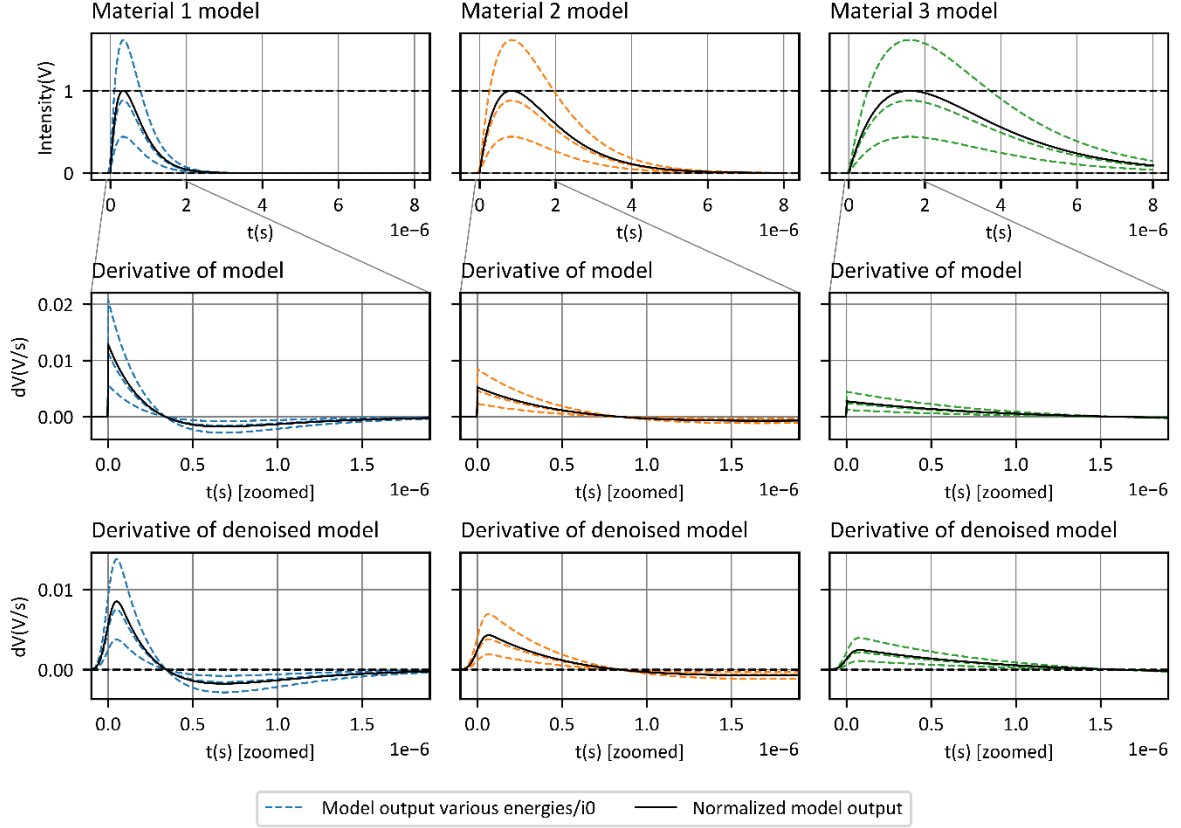 Material 1 model
Material 2 model
Material 3 model
Intensity(V)
1
0
0 2 4 6 8
0 2 4 6 8
0 2 4 6 8
t(s)
1e-6
t(s)
1e-6
t(s)
1e-6
Derivative of model
Derivative of model
Derivative of model
dV(V/s)
0.02
0.01
0.00
0.0 0.5 1.0 1.5
0.0 0.5 1.0 1.5
0.0 0.5 1.0 1.5
t(s) [zoomed]
1e-6
t(s) [zoomed]
1e-6
t(s) [zoomed]
1e-6
Derivative of denoised model
Derivative of denoised model
Derivative of denoised model
dV(V/s)
0.01
0.00
0.0 0.5 1.0 1.5
0.0 0.5 1.0 1.5
0.0 0.5 1.0 1.5
t(s) [zoomed]
1e-6
t(s) [zoomed]
1e-6
t(s) [zoomed]
1e-6
Model output various energies/i0
Normalized model output